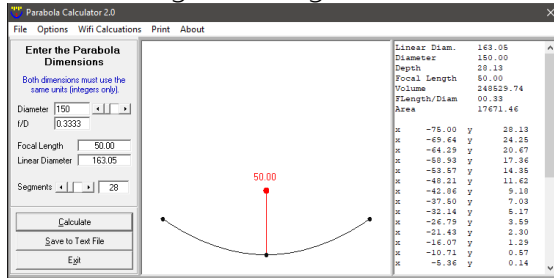 Parabola Calculator 2.0
File Options Wifi Calcuations Print About
Enter the Parabola
Dimensions
Both dimensions must use the
same units (integers only).
Diameter 150
f/D 0.3333
Focal Length 50.00
Linear Diameter 163.05
Segments 28
Calculate
Save to Text File
Exit
50.00
Linear Diam. 163.05
Diameter 150.00
Depth 28.13
Focal Length 50.00
Volume 248529.74
FLength/Diam 00.33
Area 17671.46
x -75.00 y 28.13
x -69.64 y 24.25
x -64.29 y 20.67
x -58.93 y 17.36
x -53.57 y 14.35
x -48.21 y 11.62
x -42.86 y 9.18
x -37.50 y 7.03
x -32.14 y 5.17
x -26.79 y 3.59
x -21.43 y 2.30
x -16.07 y 1.29
x -10.71 y 0.57
x -5.36 y 0.14